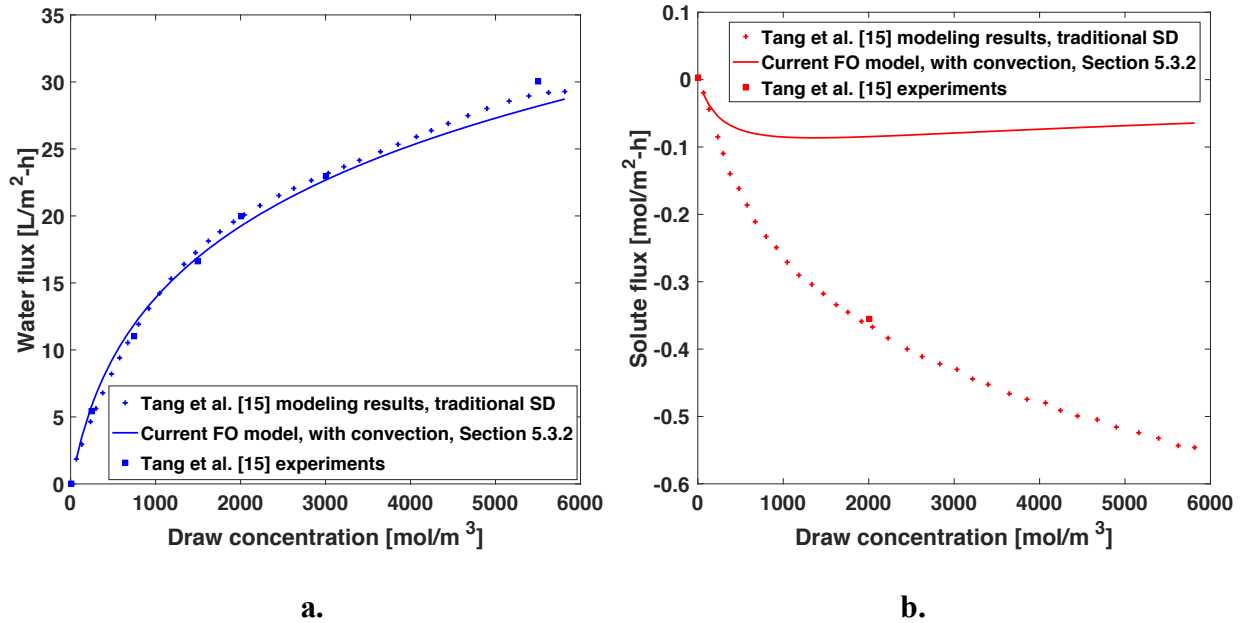 35
30
25
20
15
10
5
0
Water flux [L/m²-h]
Tang et al. [15] modeling results, traditional SD
Current FO model, with convection, Section 5.3.2
Tang et al. [15] experiments
0 1000 2000 3000 4000 5000 6000
Draw concentration [mol/m³]
a.
0.1
0
-0.1
-0.2
-0.3
-0.4
-0.5
-0.6
Solute flux [mol/m²-h]
Tang et al. [15] modeling results, traditional SD
Current FO model, with convection, Section 5.3.2
Tang et al. [15] experiments
0 1000 2000 3000 4000 5000 6000
Draw concentration [mol/m³]
b.